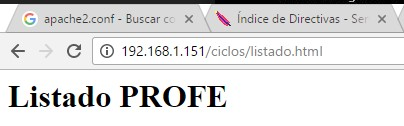 apache2.conf - Buscar co
Índice de Directivas - Ser
192.168.1.151/ciclos/listado.html
Listado PROFE